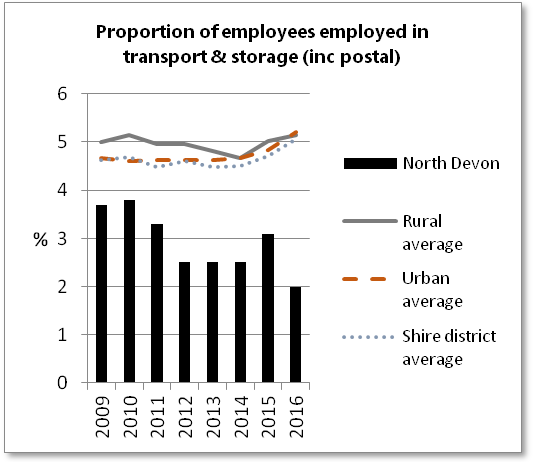 Proportion of employees employed in
transport & storage (inc postal)
6
5
4
3
2
1
0
%
2009
2010
2011
2012
2013
2014
2015
2016
North Devon
Rural
average
Urban
average
Shire district
average